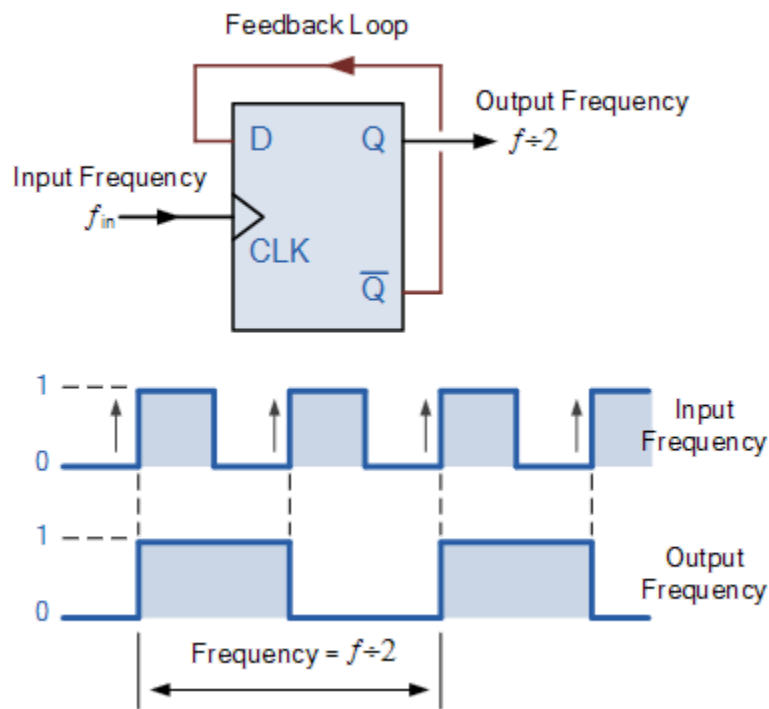 Feedback Loop
Output Frequency
f÷2
D
Q
Input Frequency
fin
CLK
Q̅
1
0
Input
Frequency
1
0
Output
Frequency
Frequency = f÷2